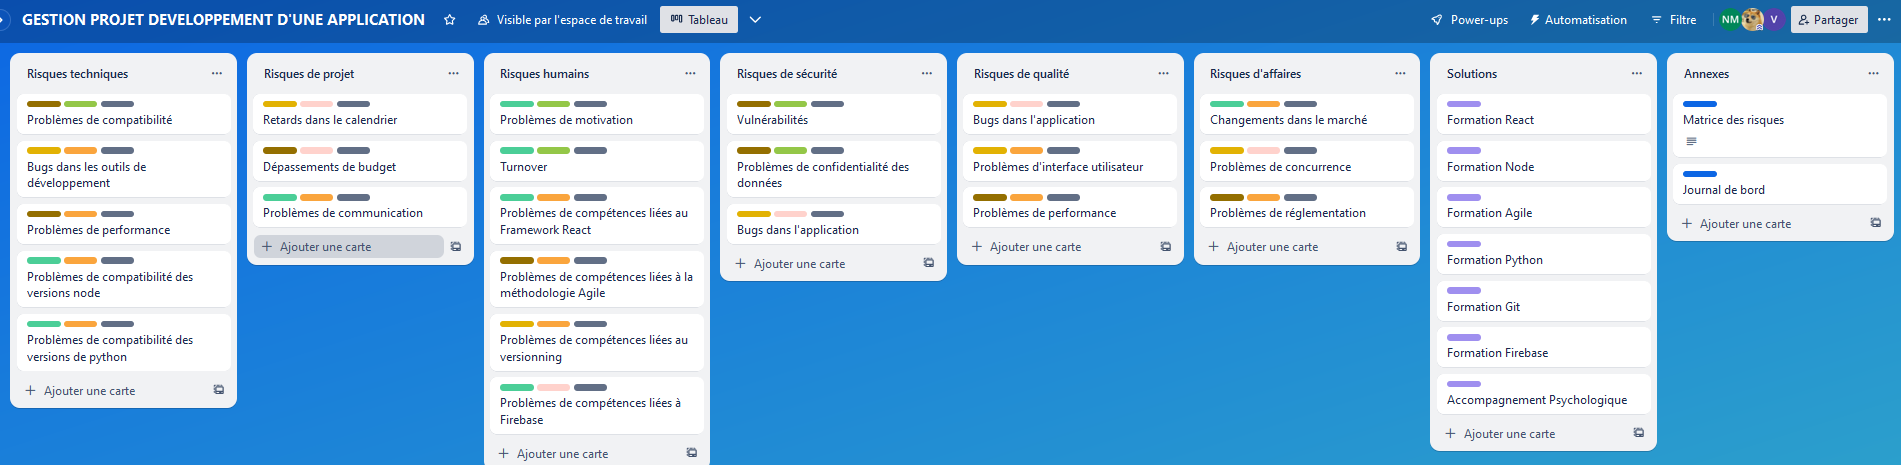 GESTION PROJET DEVELOPPEMENT D'UNE APPLICATION
Visible par l'espace de travail
Tableau
Power-ups
Automatisation
Filtre
NM
V
Partager
Risques techniques
Problèmes de compatibilité
Bugs dans les outils de
développement
Problèmes de performance
Problèmes de compatibilité des
versions node
Problèmes de compatibilité des
versions de python
Ajouter une carte
Risques de projet
Retards dans le calendrier
Dépassements de budget
Problèmes de communication
Ajouter une carte
Risques humains
Problèmes de motivation
Turnover
Problèmes de compétences liées au
Framework React
Problèmes de compétences liées à la
méthodologie Agile
Problèmes de compétences liées au
versionning
Problèmes de compétences liées à
Firebase
Ajouter une carte
Risques de sécurité
Vulnérabilités
Problèmes de confidentialité des
données
Bugs dans l'application
Ajouter une carte
Risques de qualité
Bugs dans l'application
Problèmes d'interface utilisateur
Problèmes de performance
Ajouter une carte
Risques d'affaires
Changements dans le marché
Problèmes de concurrence
Problèmes de réglementation
Ajouter une carte
Solutions
Formation React
Formation Node
Formation Agile
Formation Python
Formation Git
Formation Firebase
Accompagnement Psychologique
Ajouter une carte
Annexes
Matrice des risques
Journal de bord
Ajouter une carte